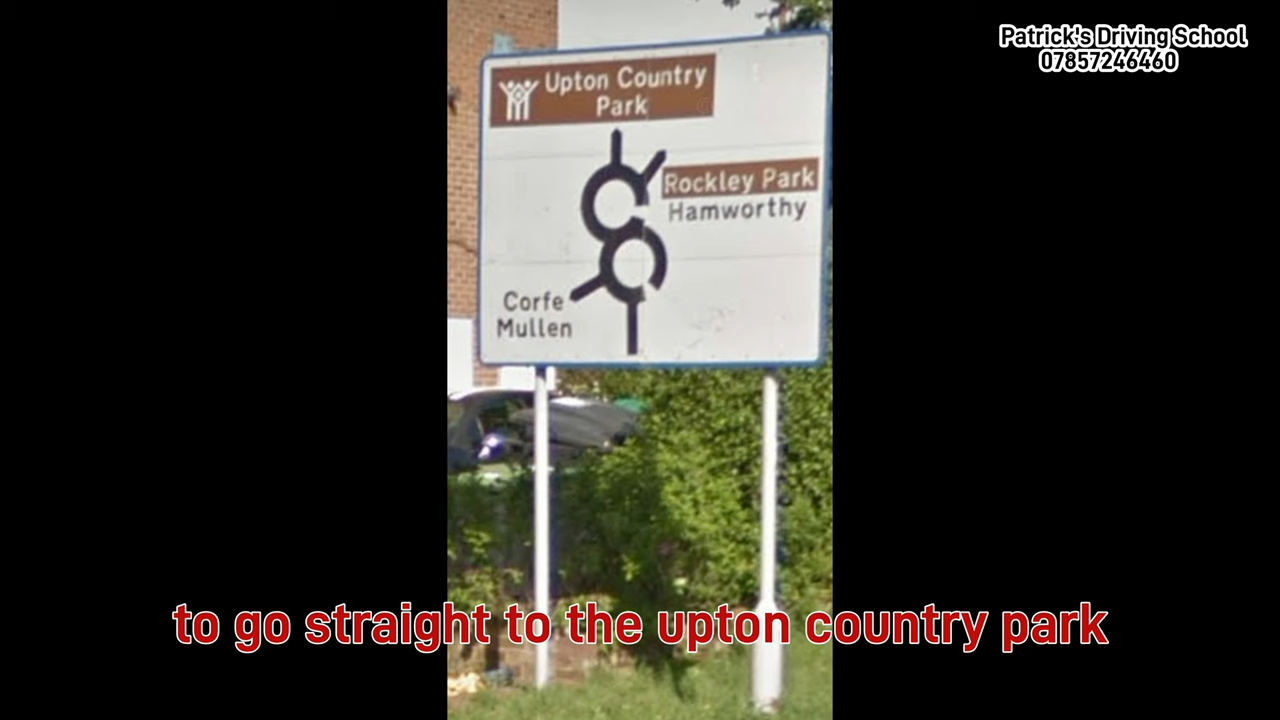 Patrick's Driving School
07857246460
Upton Country
Park
Rockley Park
Hamworthy
Corfe
Mullen
to go straight to the upton country park